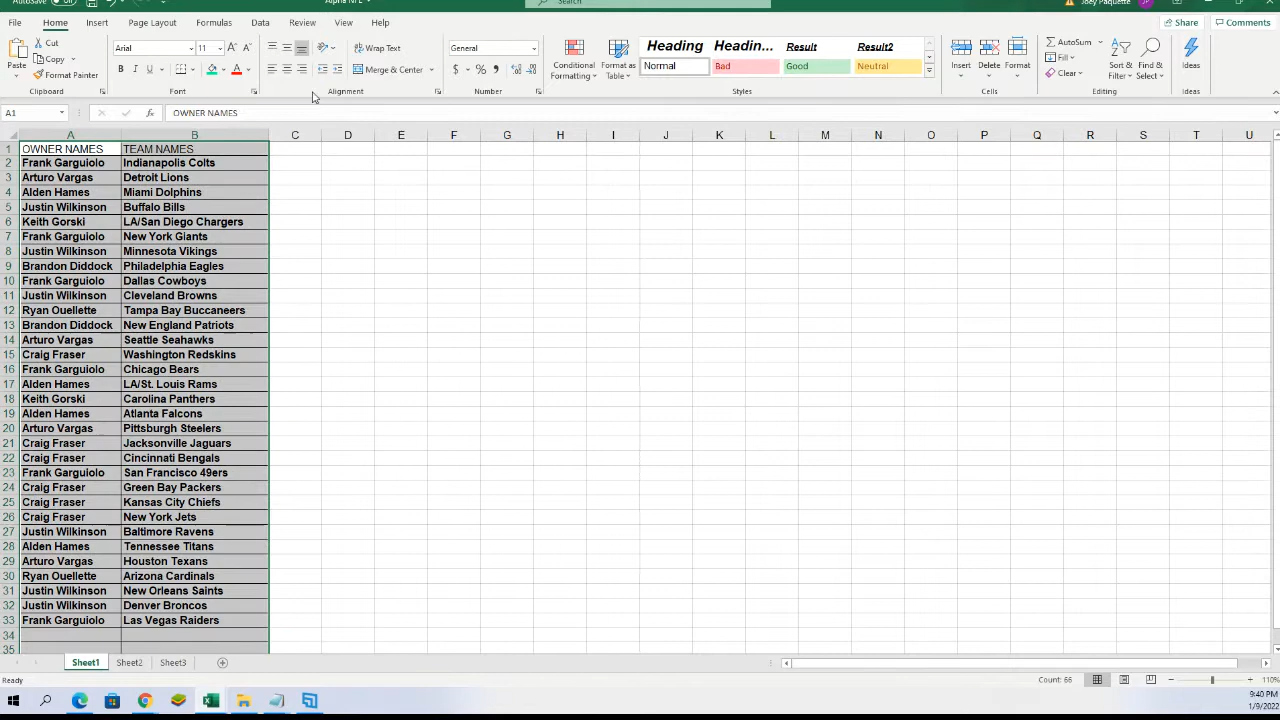 AutoSave Off Alpha NFL Search Joey Paquette JP
File Home Insert Page Layout Formulas Data Review View Help Share Comments
Paste Cut Copy Format Painter
Clipboard
Arial 11 A A B I U A
Font
Wrap Text Merge & Center
Alignment
General $ % ,
Number
Conditional Formatting Format as Table
Heading Headin... Result Result2
Normal Bad Good Neutral
Styles
Insert Delete Format
Cells
AutoSum Fill Clear Sort & Filter Find & Select
Editing
Ideas
Ideas
A1 fx OWNER NAMES
A B C D E F G H I J K L M N O P Q R S T U
1 OWNER NAMES TEAM NAMES
2 Frank Garguiolo Indianapolis Colts
3 Arturo Vargas Detroit Lions
4 Alden Hames Miami Dolphins
5 Justin Wilkinson Buffalo Bills
6 Keith Gorski LA/San Diego Chargers
7 Frank Garguiolo New York Giants
8 Justin Wilkinson Minnesota Vikings
9 Brandon Diddock Philadelphia Eagles
10 Frank Garguiolo Dallas Cowboys
11 Justin Wilkinson Cleveland Browns
12 Ryan Ouellette Tampa Bay Buccaneers
13 Brandon Diddock New England Patriots
14 Arturo Vargas Seattle Seahawks
15 Craig Fraser Washington Redskins
16 Frank Garguiolo Chicago Bears
17 Alden Hames LA/St. Louis Rams
18 Keith Gorski Carolina Panthers
19 Alden Hames Atlanta Falcons
20 Arturo Vargas Pittsburgh Steelers
21 Craig Fraser Jacksonville Jaguars
22 Craig Fraser Cincinnati Bengals
23 Frank Garguiolo San Francisco 49ers
24 Craig Fraser Green Bay Packers
25 Craig Fraser Kansas City Chiefs
26 Craig Fraser New York Jets
27 Justin Wilkinson Baltimore Ravens
28 Alden Hames Tennessee Titans
29 Arturo Vargas Houston Texans
30 Ryan Ouellette Arizona Cardinals
31 Justin Wilkinson New Orleans Saints
32 Justin Wilkinson Denver Broncos
33 Frank Garguiolo Las Vegas Raiders
34
35
Sheet1 Sheet2 Sheet3
Ready Count: 66 110%
9:40 PM
1/9/2022